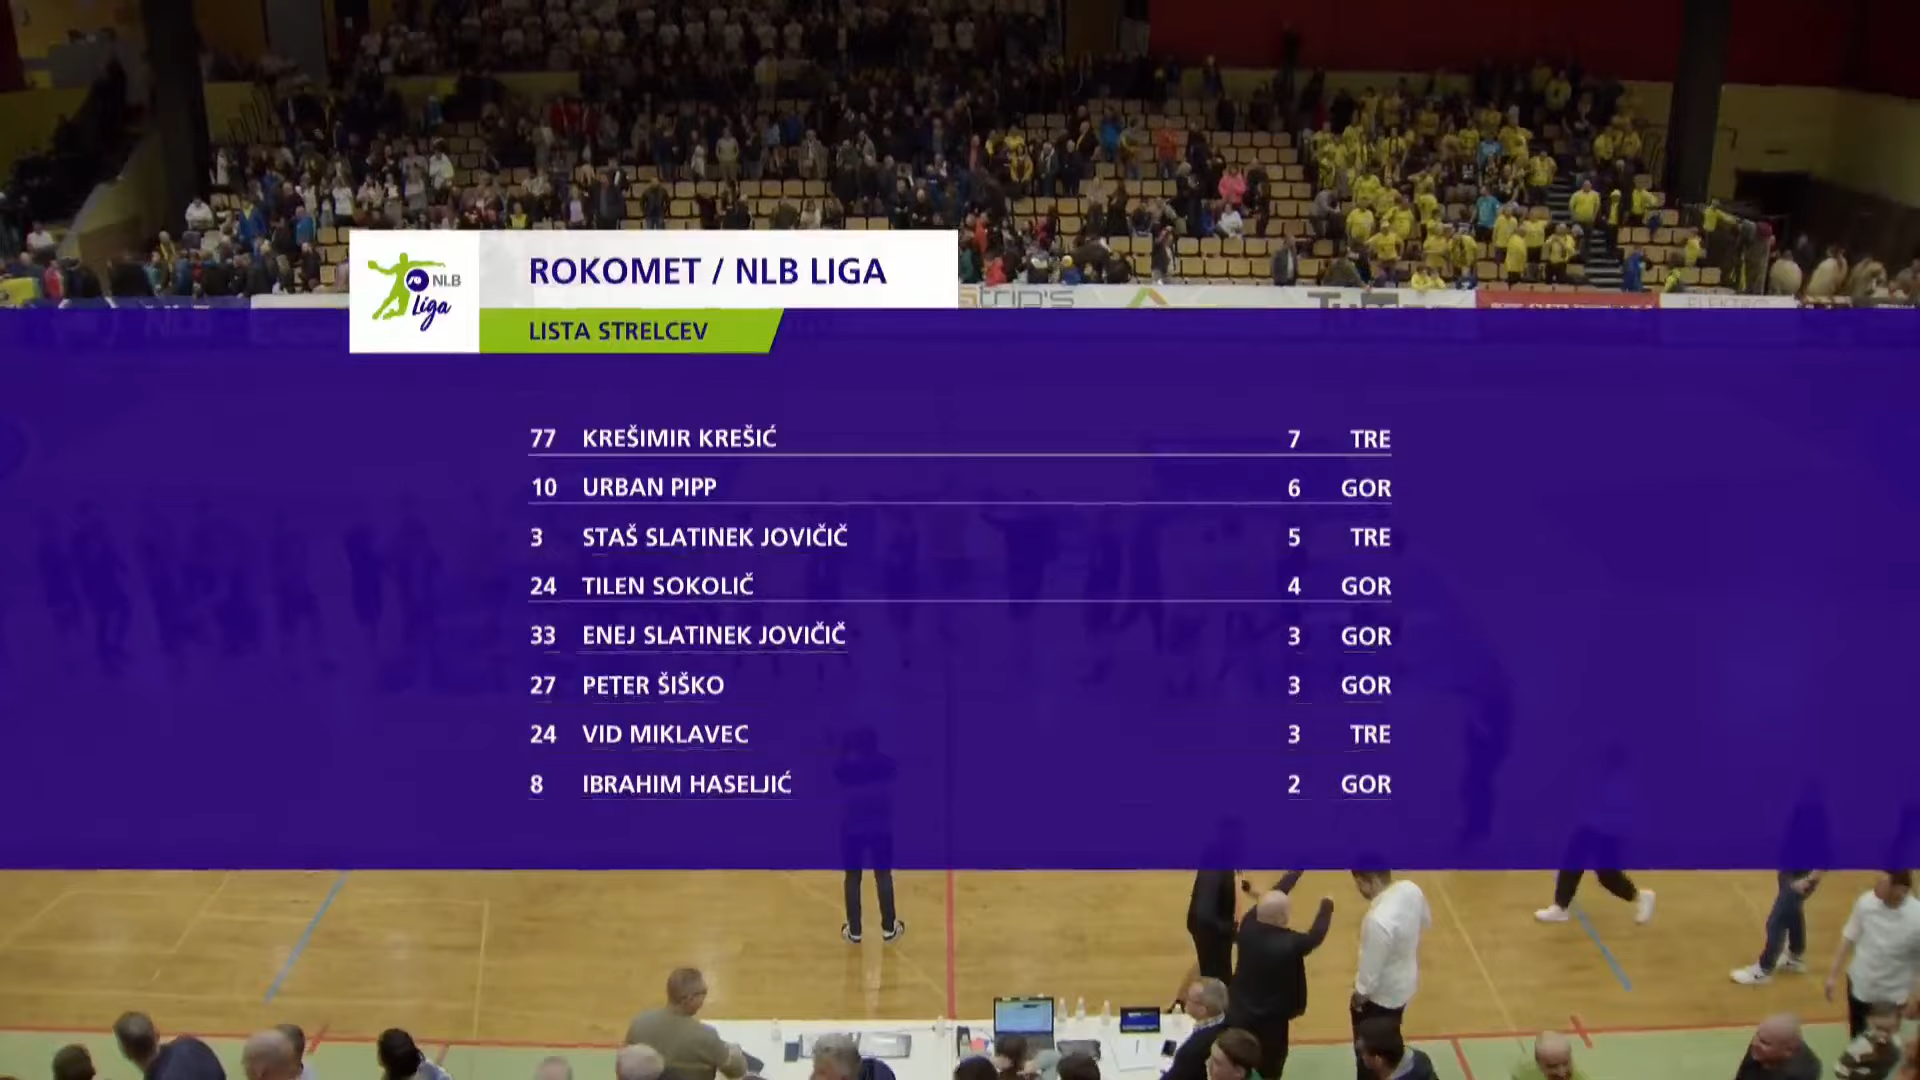 NLB
Liga
ROKOMET / NLB LIGA
LISTA STRELCEV
77 KREŠIMIR KREŠIĆ 7 TRE
10 URBAN PIPP 6 GOR
3 STAŠ SLATINEK JOVIČIČ 5 TRE
24 TILEN SOKOLIČ 4 GOR
33 ENEJ SLATINEK JOVIČIČ 3 GOR
27 PETER ŠIŠKO 3 GOR
24 VID MIKLAVEC 3 TRE
8 IBRAHIM HASELJIĆ 2 GOR